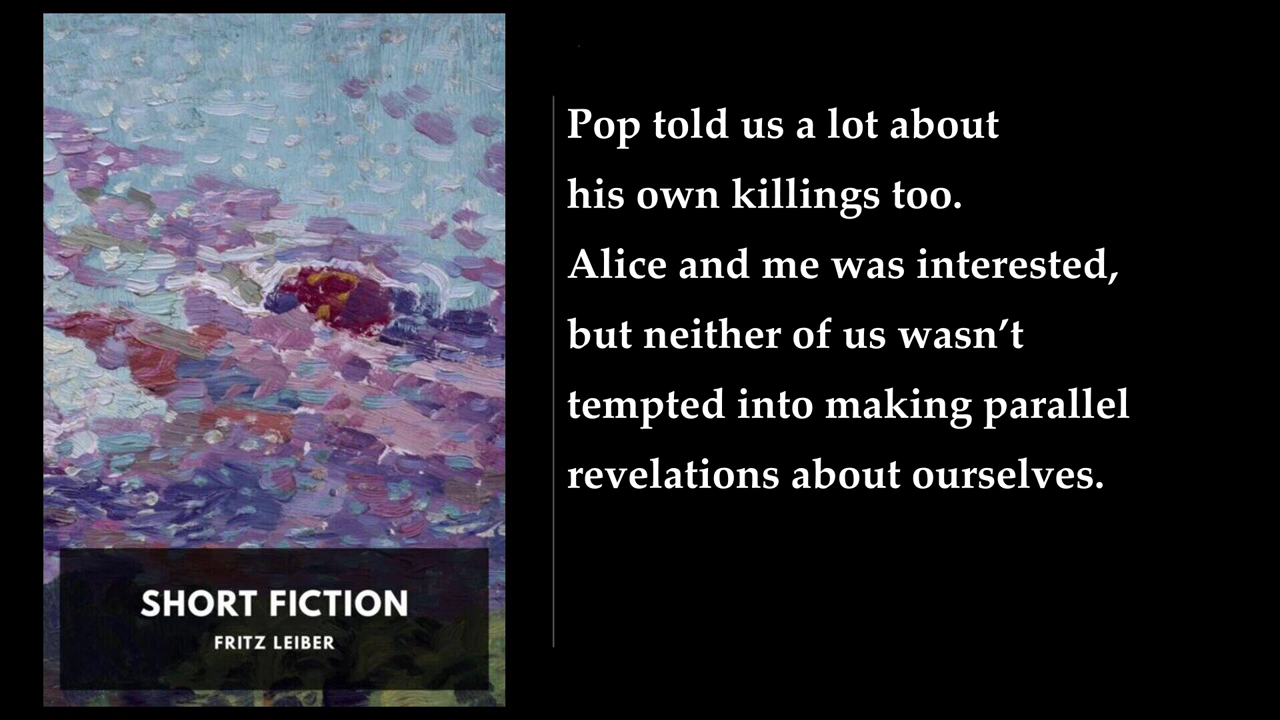 SHORT FICTION
FRITZ LEIBER
Pop told us a lot about
his own killings too.
Alice and me was interested,
but neither of us wasn’t
tempted into making parallel
revelations about ourselves.